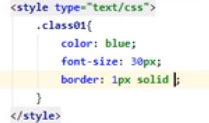 <style type="text/css">
.class01{
color: blue;
font-size: 30px;
border: 1px solid ;
}
</style>